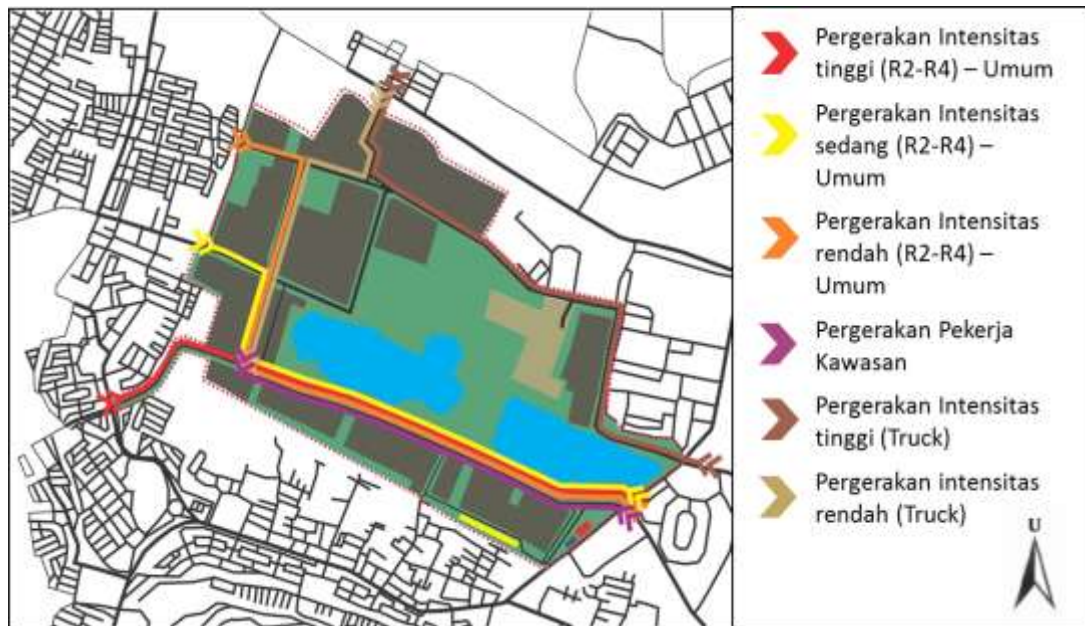 Pergerakan Intensitas
tinggi (R2-R4) – Umum
Pergerakan Intensitas
sedang (R2-R4) –
Umum
Pergerakan Intensitas
rendah (R2-R4) –
Umum
Pergerakan Pekerja
Kawasan
Pergerakan Intensitas
tinggi (Truck)
Pergerakan intensitas
rendah (Truck)
U